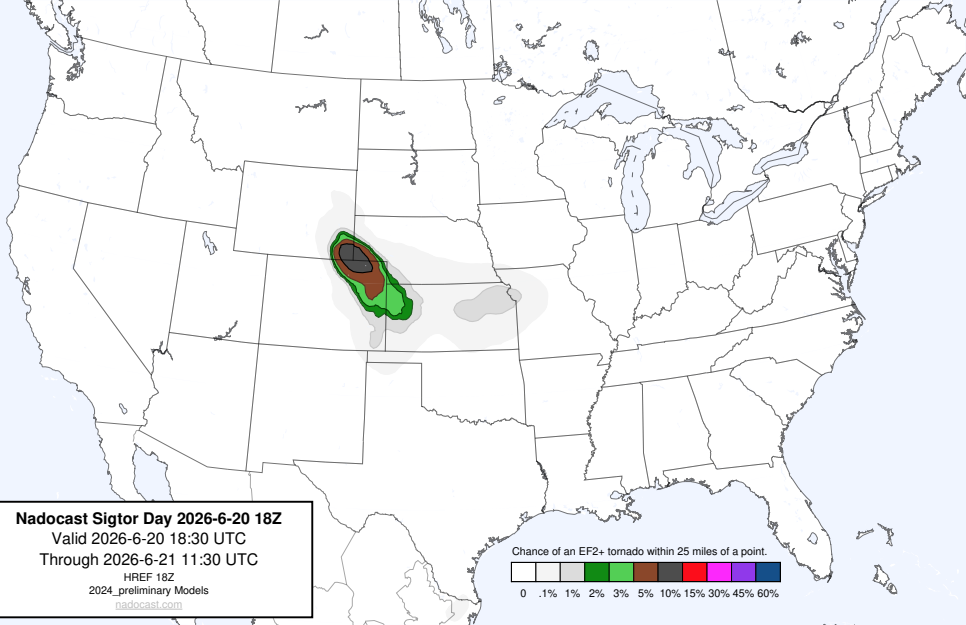 Nadocast Sigtor Day 2026-6-20 18Z
Valid 2026-6-20 18:30 UTC
Through 2026-6-21 11:30 UTC
HREF 18Z
2024_preliminary Models
nadocast.com
Chance of an EF2+ tornado within 25 miles of a point.
0 .1% 1% 2% 3% 5% 10% 15% 30% 45% 60%